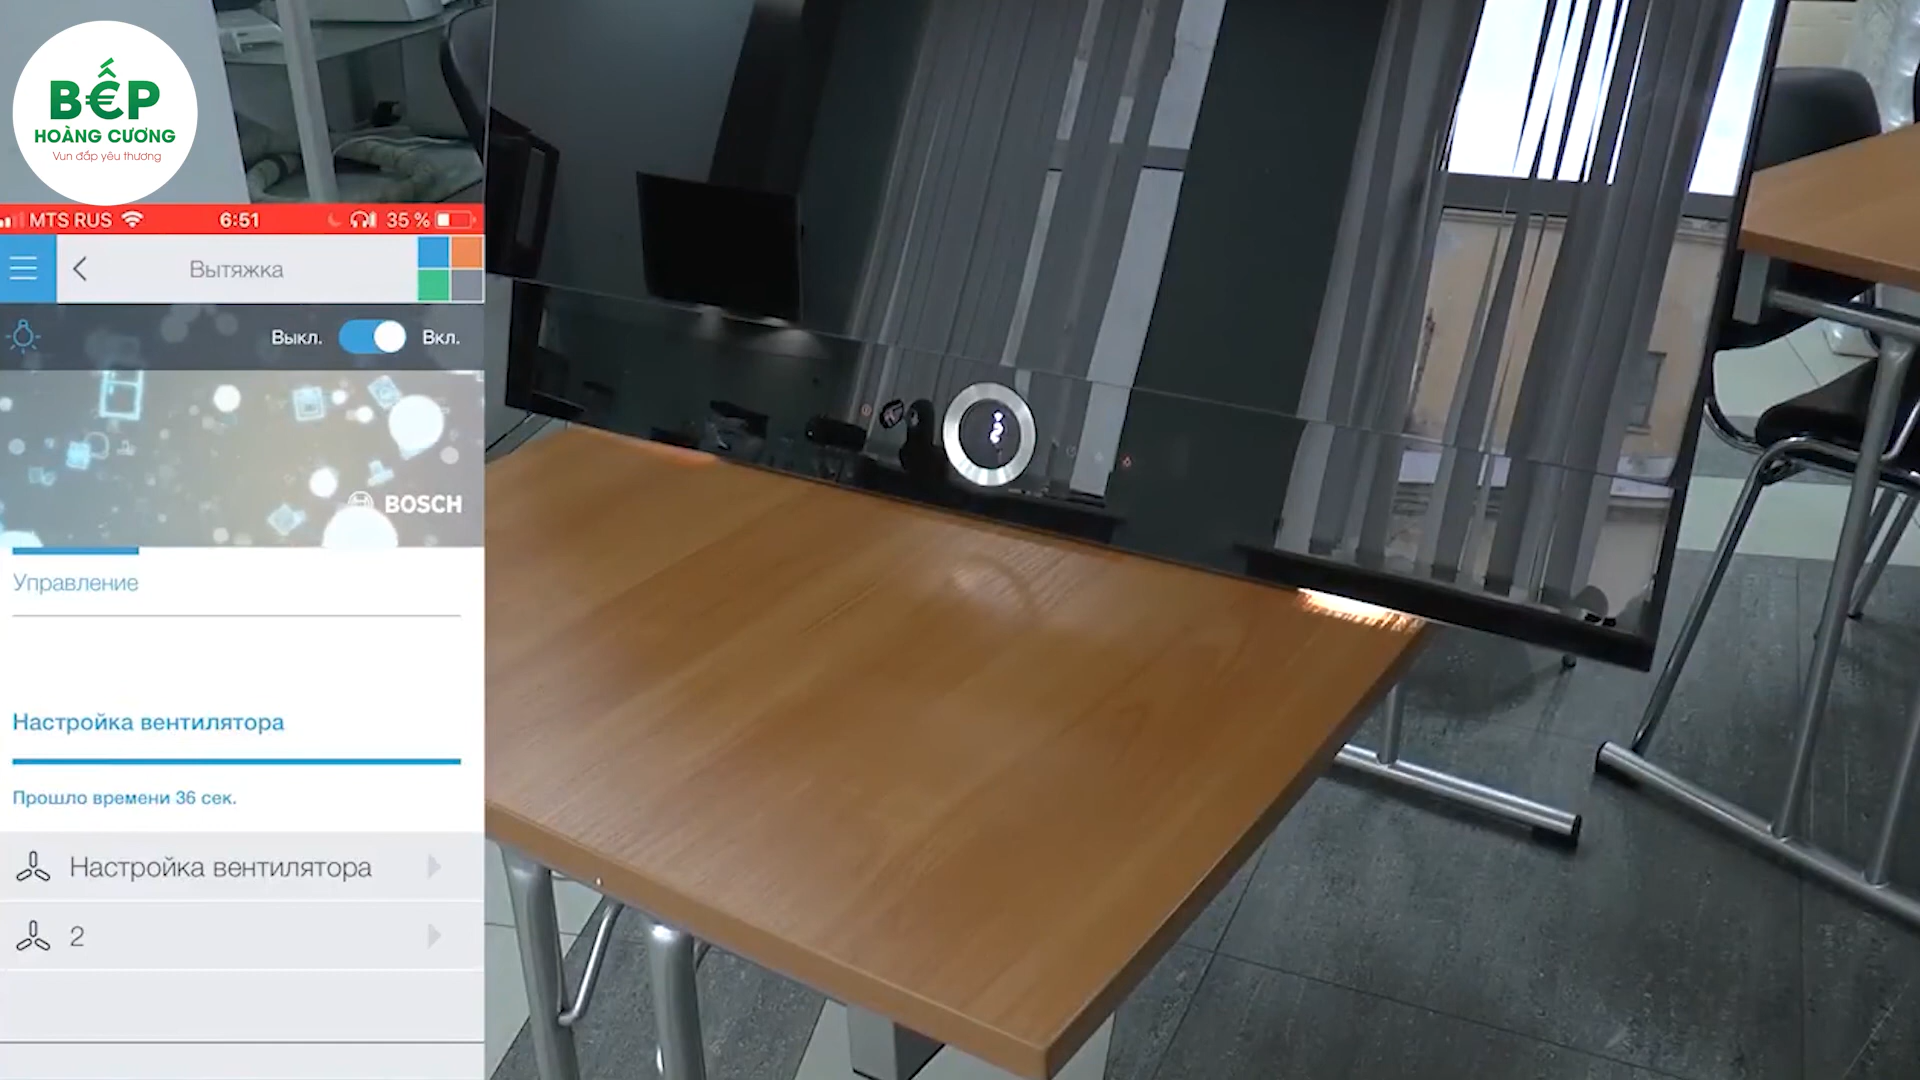 BẾP
HOÀNG CƯƠNG
Vun đắp yêu thương
MTS RUS
6:51
35 %
Вытяжка
Выкл.
Вкл.
BOSCH
Управление
Настройка вентилятора
Прошло времени 36 сек.
Настройка вентилятора
2